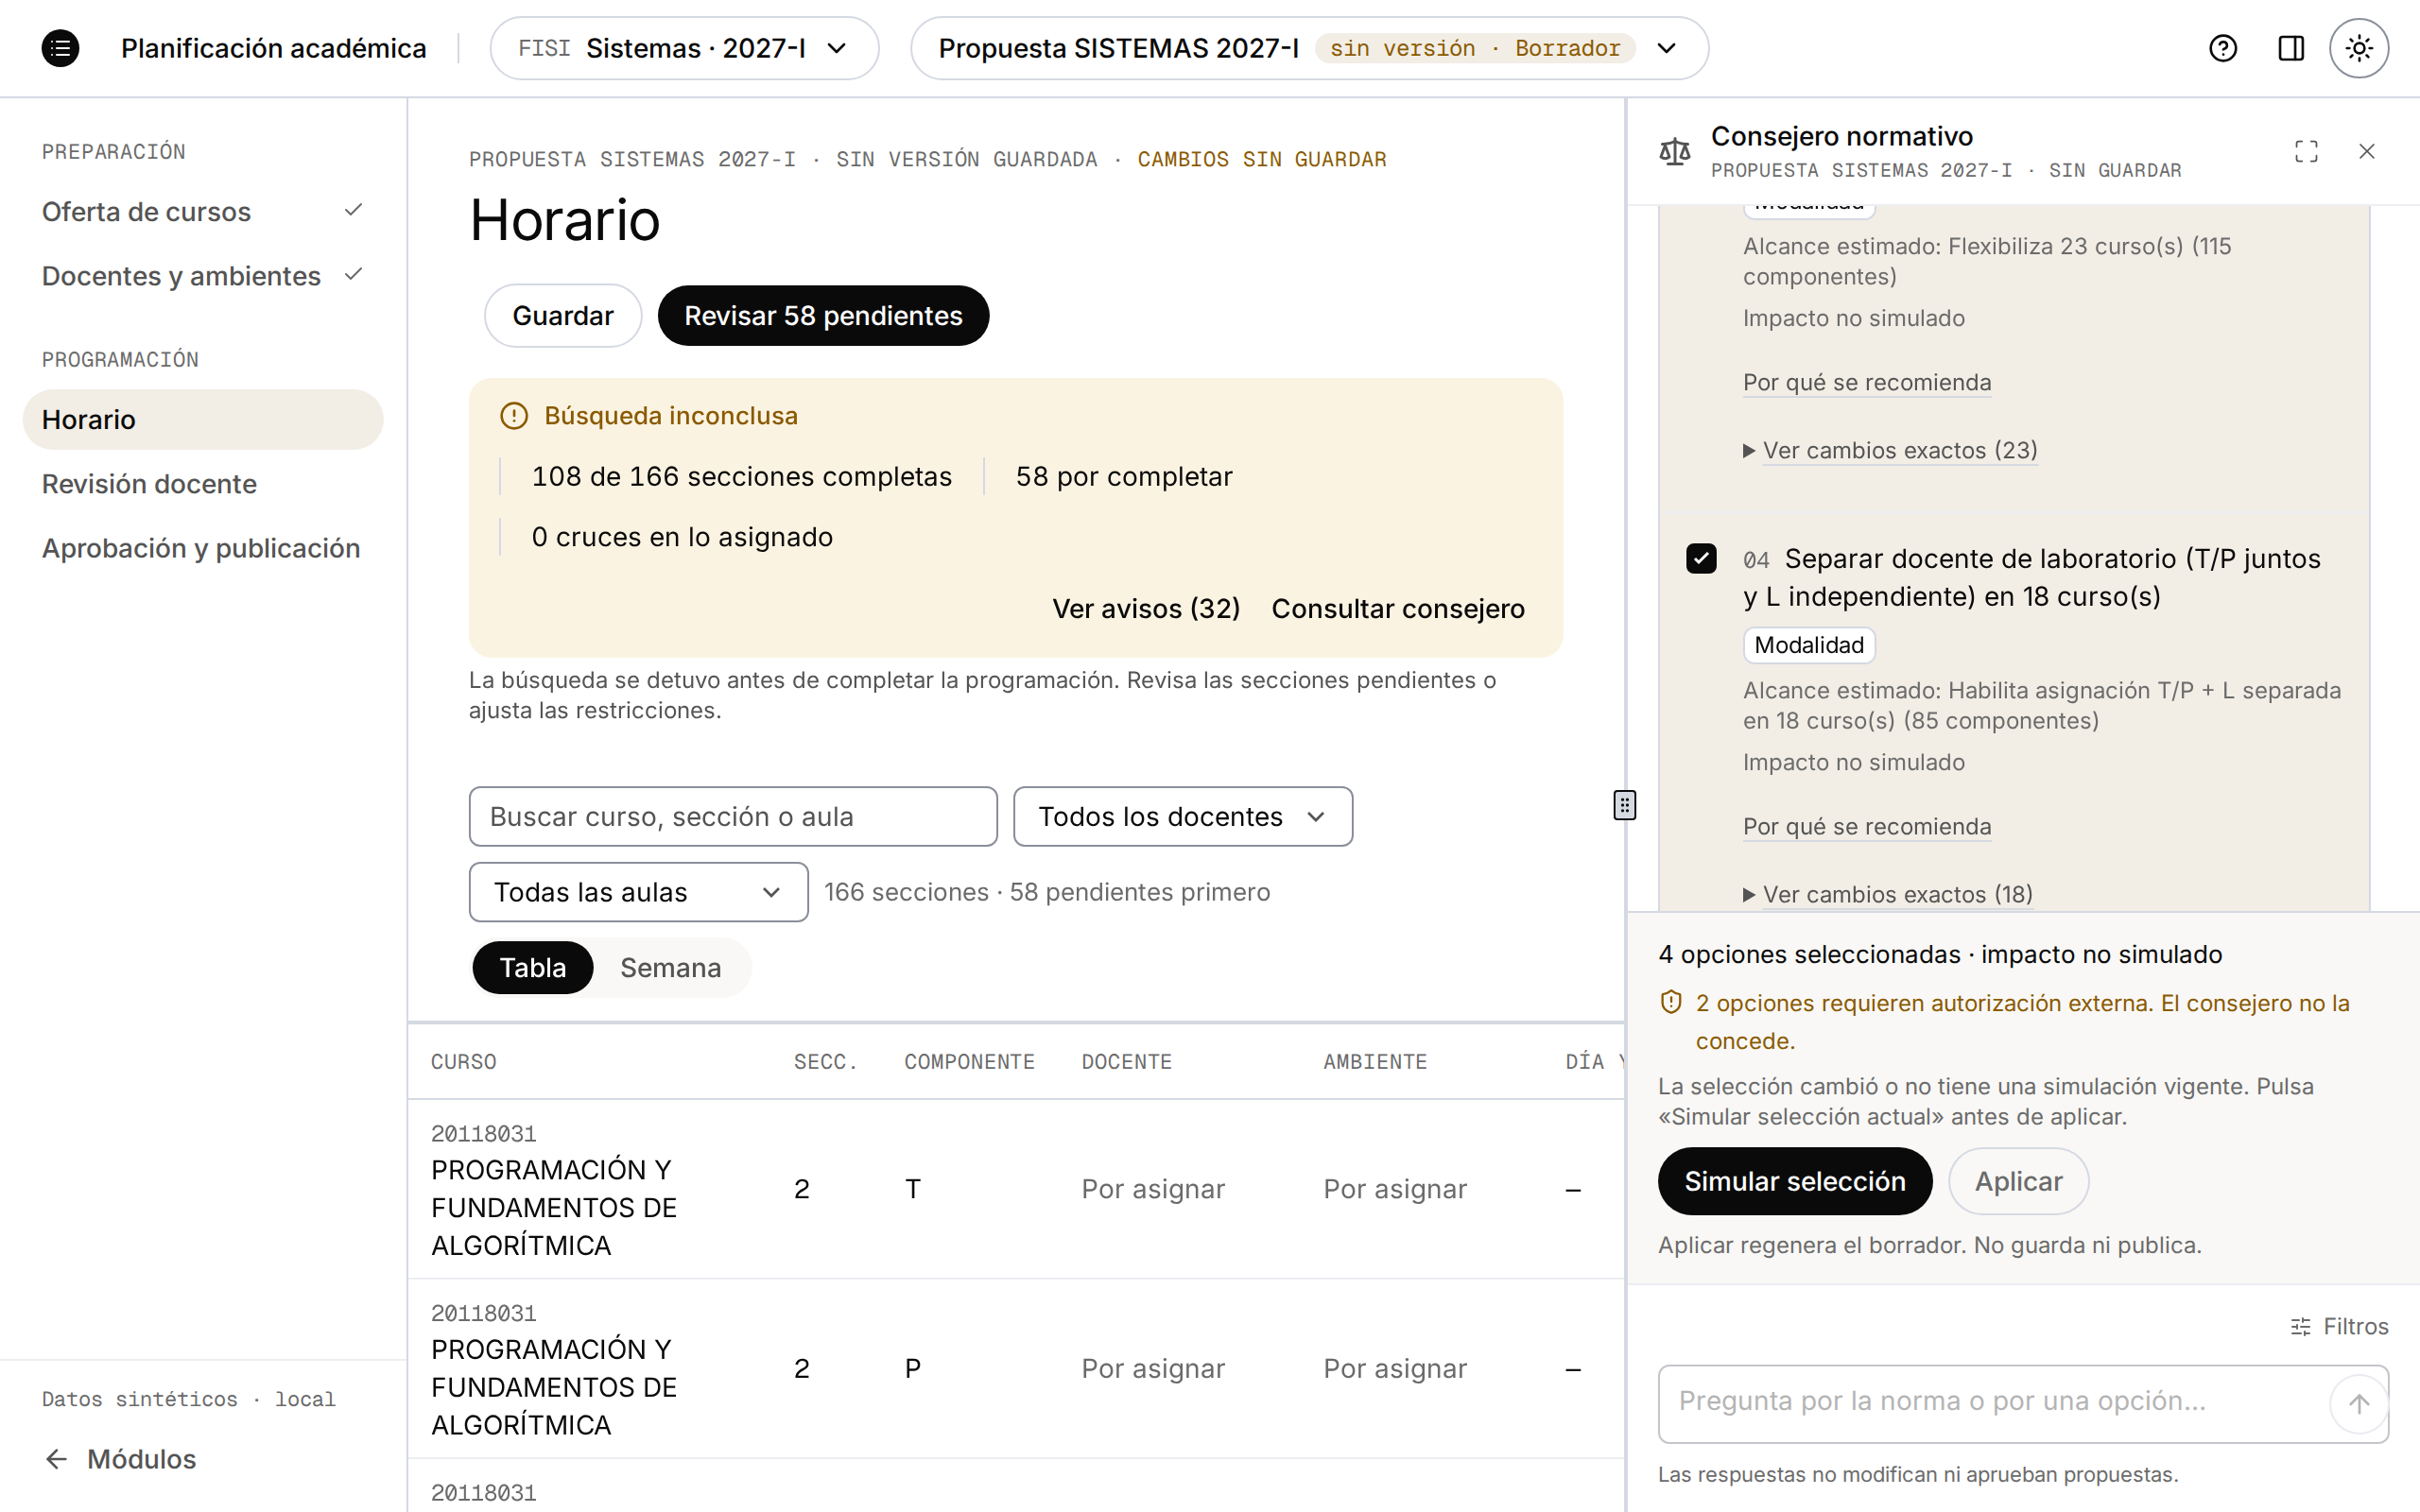 Planificación académica
FISI Sistemas · 2027-I
Propuesta SISTEMAS 2027-I sin versión · Borrador
PREPARACIÓN
Oferta de cursos
Docentes y ambientes
PROGRAMACIÓN
Horario
Revisión docente
Aprobación y publicación
Datos sintéticos · local
Módulos
PROPUESTA SISTEMAS 2027-I · SIN VERSIÓN GUARDADA · CAMBIOS SIN GUARDAR
Horario
Guardar
Revisar 58 pendientes
Búsqueda inconclusa
108 de 166 secciones completas
58 por completar
0 cruces en lo asignado
Ver avisos (32)
Consultar consejero
La búsqueda se detuvo antes de completar la programación. Revisa las secciones pendientes o
ajusta las restricciones.
Buscar curso, sección o aula
Todos los docentes
Todas las aulas
166 secciones · 58 pendientes primero
Tabla
Semana
CURSO SECC. COMPONENTE DOCENTE AMBIENTE DÍA Y
20118031
PROGRAMACIÓN Y
FUNDAMENTOS DE
ALGORÍTMICA
2 T Por asignar Por asignar –
20118031
PROGRAMACIÓN Y
FUNDAMENTOS DE
ALGORÍTMICA
2 P Por asignar Por asignar –
20118031
Consejero normativo
PROPUESTA SISTEMAS 2027-I · SIN GUARDAR
Modalidad
Alcance estimado: Flexibiliza 23 curso(s) (115
componentes)
Impacto no simulado
Por qué se recomienda
Ver cambios exactos (23)
04 Separar docente de laboratorio (T/P juntos
y L independiente) en 18 curso(s)
Modalidad
Alcance estimado: Habilita asignación T/P + L separada
en 18 curso(s) (85 componentes)
Impacto no simulado
Por qué se recomienda
Ver cambios exactos (18)
4 opciones seleccionadas · impacto no simulado
2 opciones requieren autorización externa. El consejero no la
concede.
La selección cambió o no tiene una simulación vigente. Pulsa
«Simular selección actual» antes de aplicar.
Simular selección
Aplicar
Aplicar regenera el borrador. No guarda ni publica.
Filtros
Pregunta por la norma o por una opción...
Las respuestas no modifican ni aprueban propuestas.